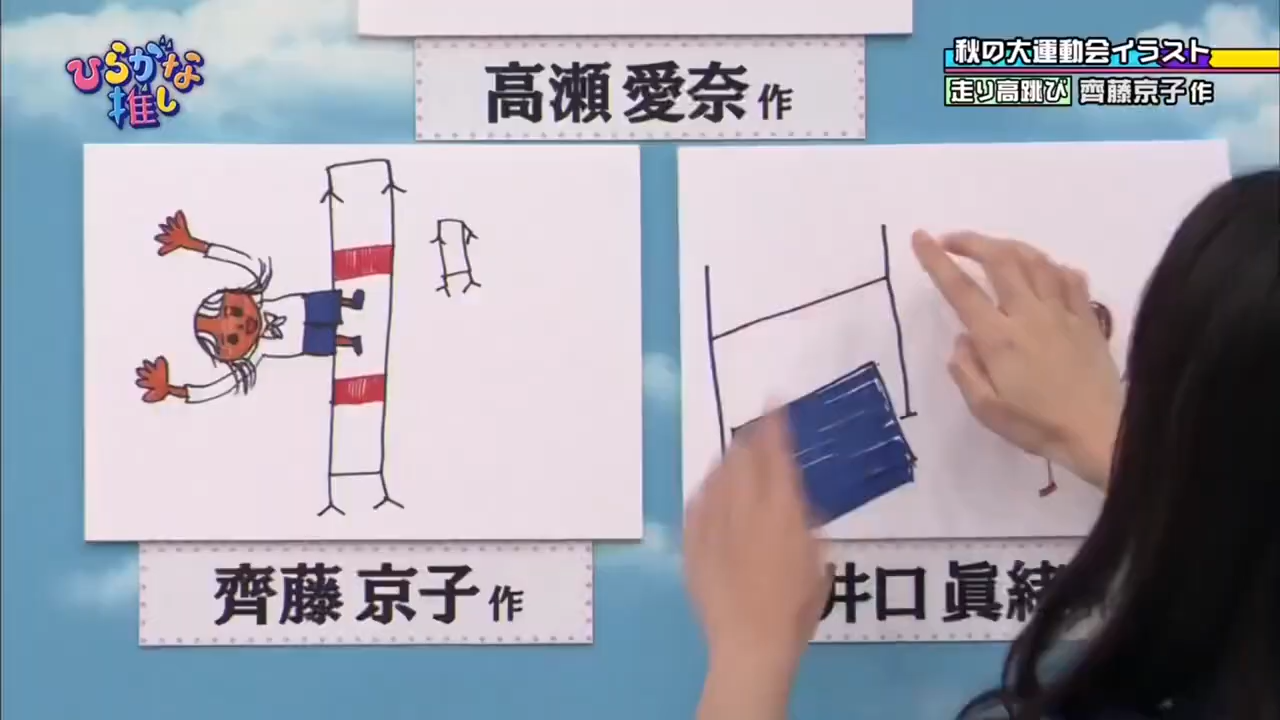 ひらがな推し
秋の大運動会イラスト
走り高跳び 齊藤京子 作
高瀬 愛奈 作
齊藤 京子 作
井口 眞緒